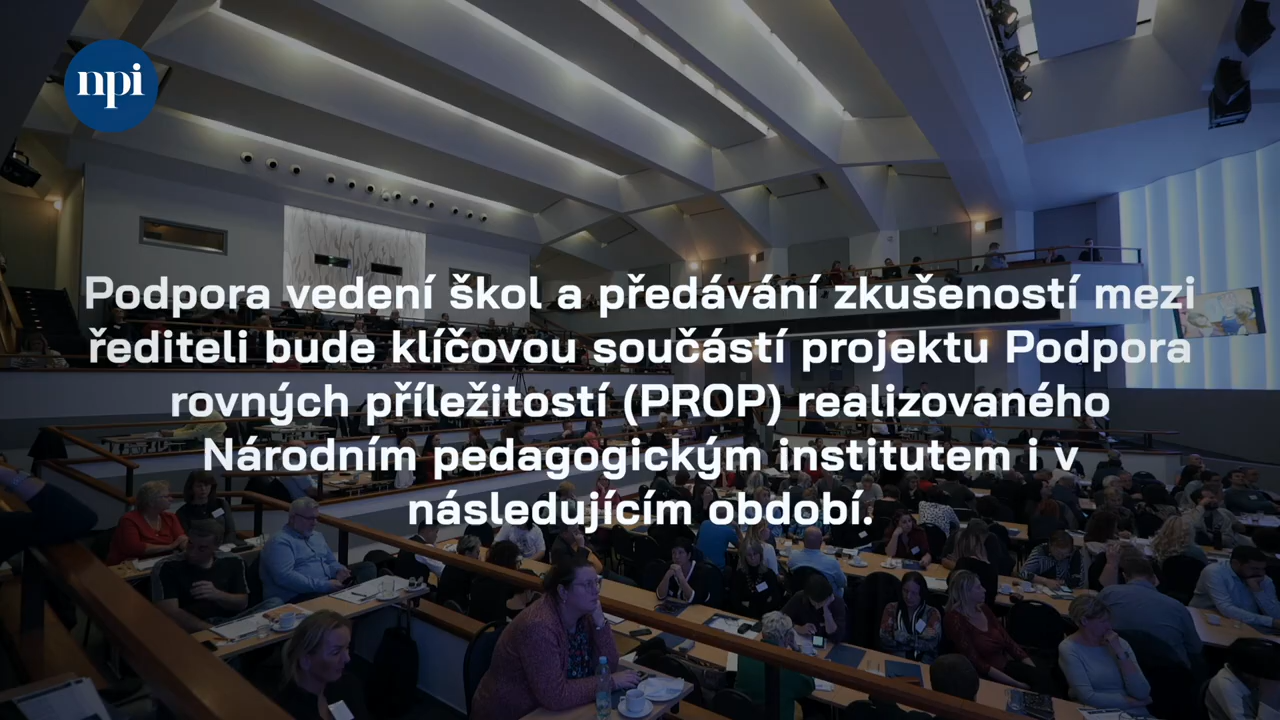 npi
Podpora vedení škol a předávání zkušeností mezi
řediteli bude klíčovou součástí projektu Podpora
rovných příležitostí (PROP) realizovaného
Národním pedagogickým institutem i v
následujícím období.